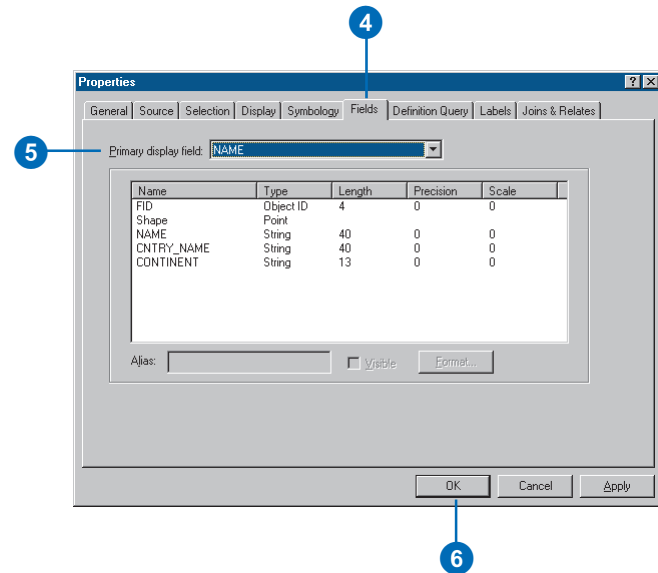 4
Properties
General Source Selection Display Symbology Fields Definition Query Labels Joins & Relates
5
Primary display field: NAME
Name Type Length Precision Scale
FID Object ID 4 0 0
Shape Point
NAME String 40 0 0
CNTRY_NAME String 40 0 0
CONTINENT String 13 0 0
Alias: Visible Format...
OK Cancel Apply
6